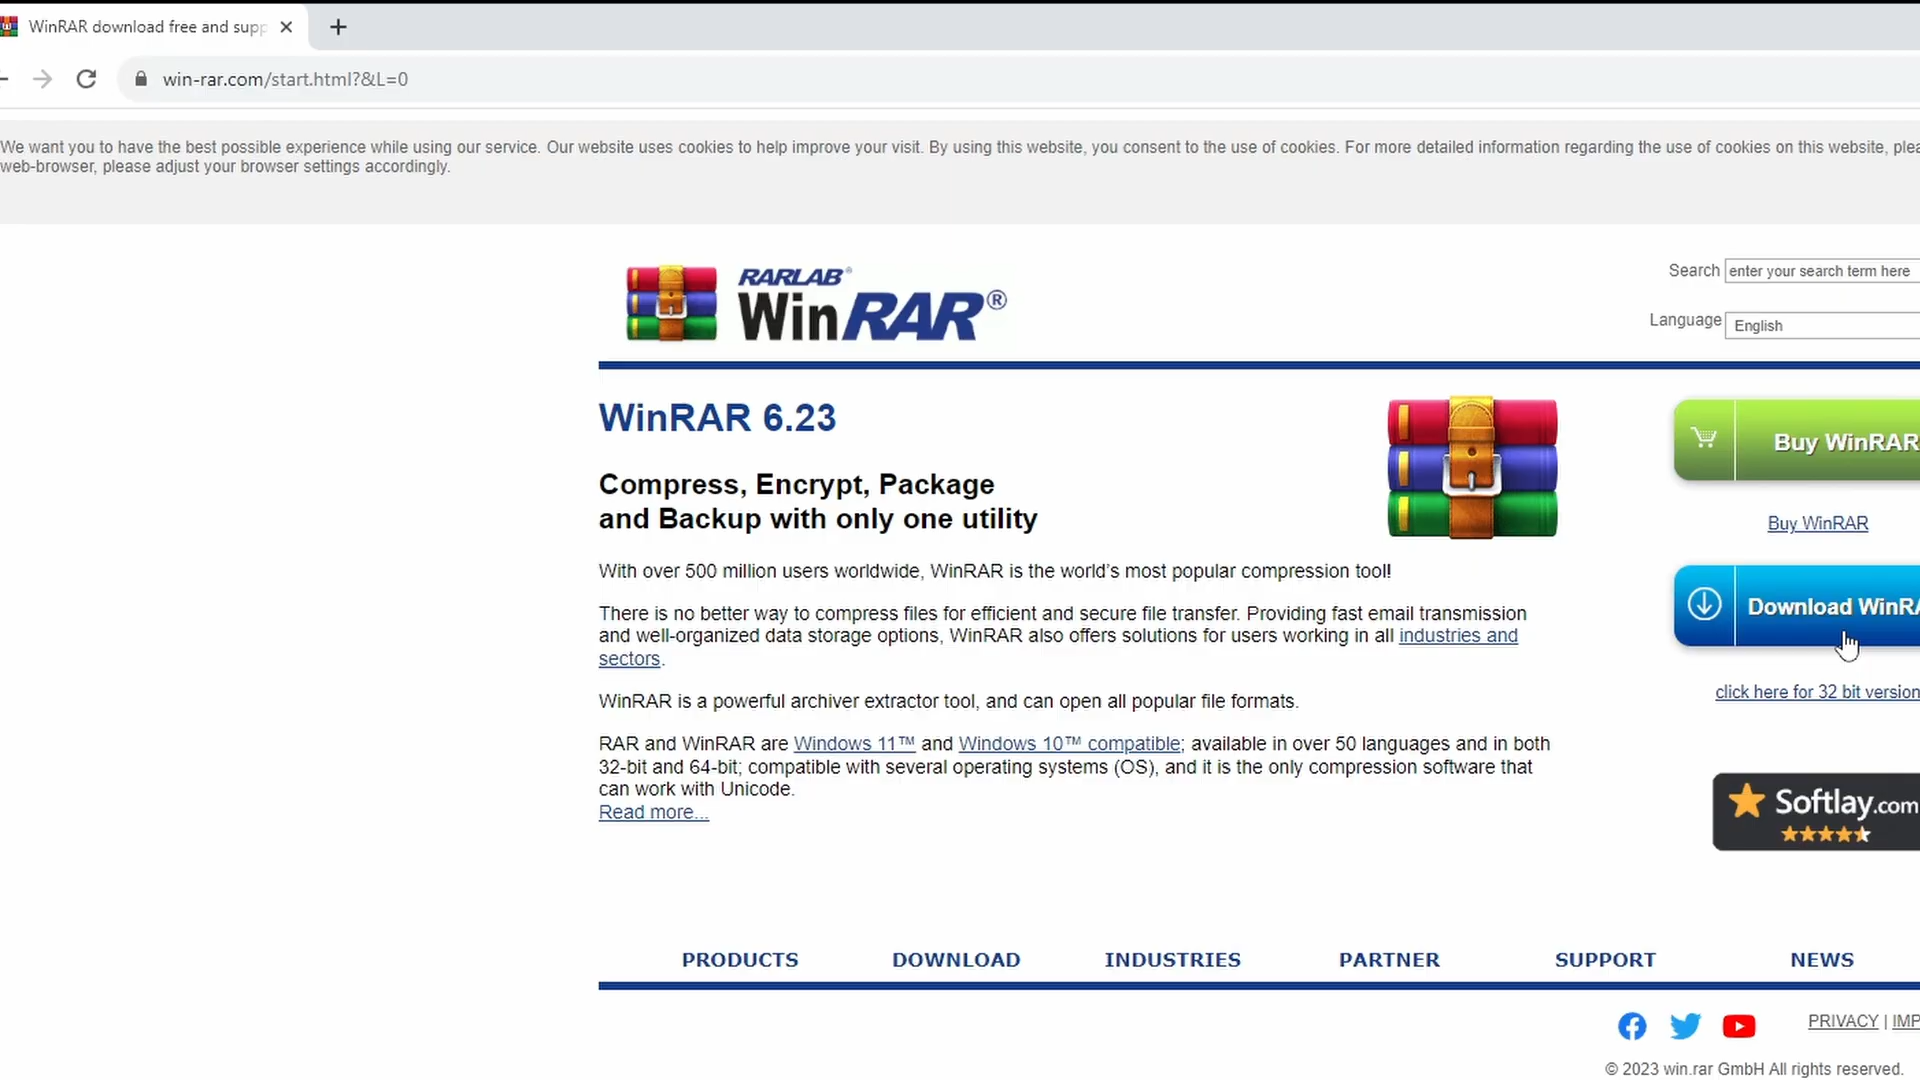 WinRAR download free and supp
win-rar.com/start.html?&L=0
We want you to have the best possible experience while using our service. Our website uses cookies to help improve your visit. By using this website, you consent to the use of cookies. For more detailed information regarding the use of cookies on this website, plea
web-browser, please adjust your browser settings accordingly.
RARLAB®
WinRAR®
Search enter your search term here
Language English
WinRAR 6.23
Compress, Encrypt, Package
and Backup with only one utility
With over 500 million users worldwide, WinRAR is the world’s most popular compression tool!
There is no better way to compress files for efficient and secure file transfer. Providing fast email transmission
and well-organized data storage options, WinRAR also offers solutions for users working in all industries and
sectors.
WinRAR is a powerful archiver extractor tool, and can open all popular file formats.
RAR and WinRAR are Windows 11™ and Windows 10™ compatible; available in over 50 languages and in both
32-bit and 64-bit; compatible with several operating systems (OS), and it is the only compression software that
can work with Unicode.
Read more...
Buy WinRAR
Buy WinRAR
Download WinRA
click here for 32 bit version
Softlay.com
PRODUCTS DOWNLOAD INDUSTRIES PARTNER SUPPORT NEWS
PRIVACY | IMP
© 2023 win.rar GmbH All rights reserved.